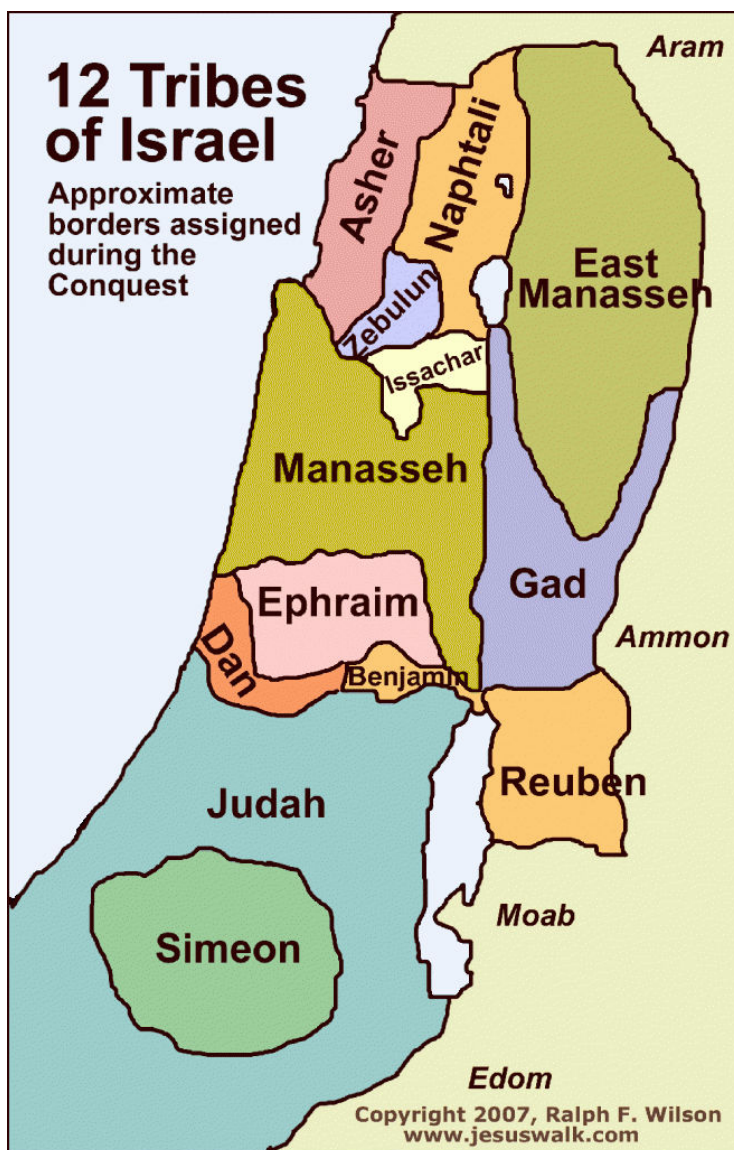 12 Tribes
of Israel
Approximate
borders assigned
during the
Conquest
Aram
Asher
Naphtali
Zebulun
East
Manasseh
Issachar
Manasseh
Ephraim
Gad
Dan
Benjamin
Ammon
Reuben
Judah
Simeon
Moab
Edom
Copyright 2007, Ralph F. Wilson
www.jesuswalk.com